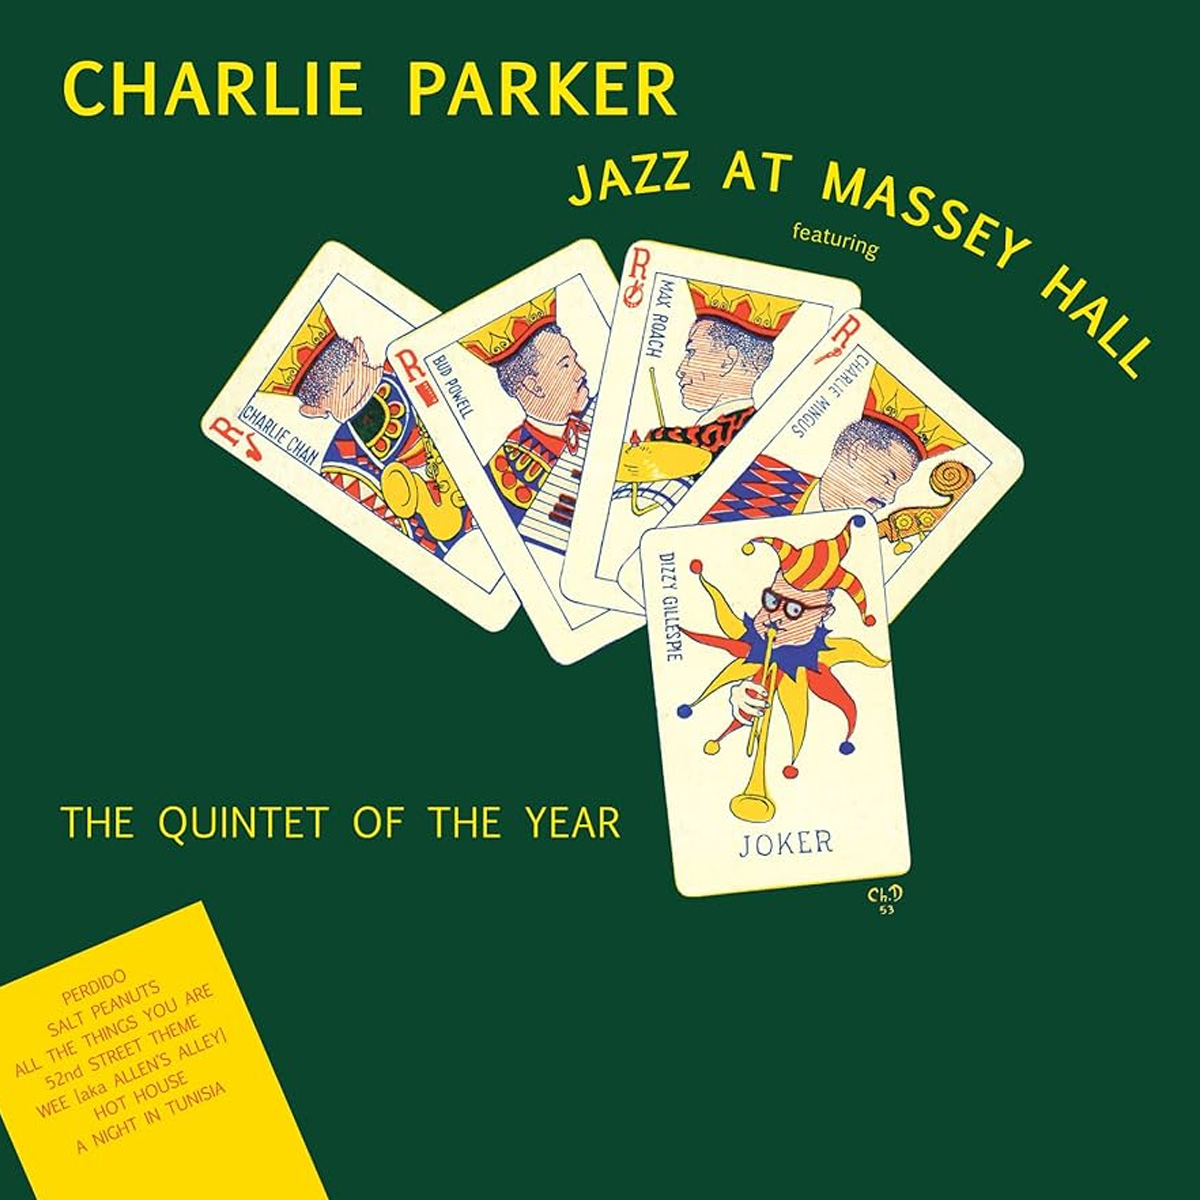 CHARLIE PARKER
JAZZ AT MASSEY HALL
featuring
R
CHARLIE CHAN
R
BUD POWELL
R
MAX ROACH
R
CHARLIE MINGUS
DIZZY GILLESPIE
JOKER
Ch.D
53
THE QUINTET OF THE YEAR
PERDIDO
SALT PEANUTS
ALL THE THINGS YOU ARE
52nd STREET THEME
WEE [aka ALLEN'S ALLEY]
HOT HOUSE
A NIGHT IN TUNISIA